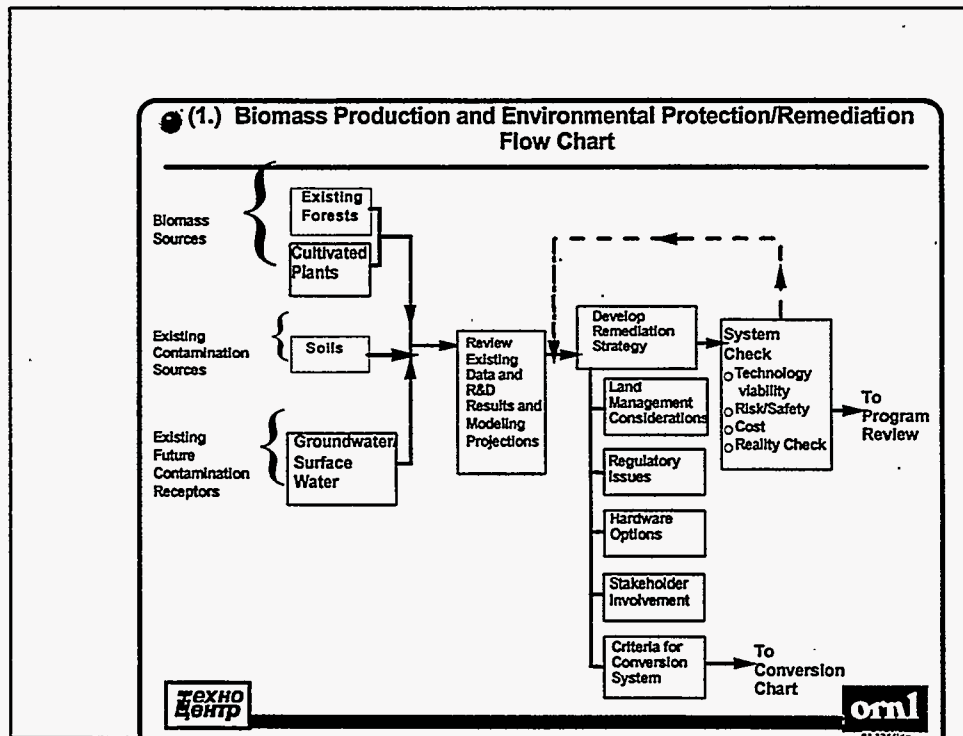 (1.) Biomass Production and Environmental Protection/Remediation
Flow Chart
Biomass
Sources
Existing
Forests
Cultivated
Plants
Existing
Contamination
Sources
Soils
Existing
Future
Contamination
Receptors
Groundwater/
Surface
Water
Review
Existing
Data and
R&D
Results and
Modeling
Projections
Develop
Remediation
Strategy
Land
Management
Considerations
Regulatory
Issues
Hardware
Options
Stakeholder
Involvement
Criteria for
Conversion
System
System
Check
Technology
viability
Risk/Safety
Cost
Reality Check
To
Program
Review
To
Conversion
Chart
Техно
Центр
ornl